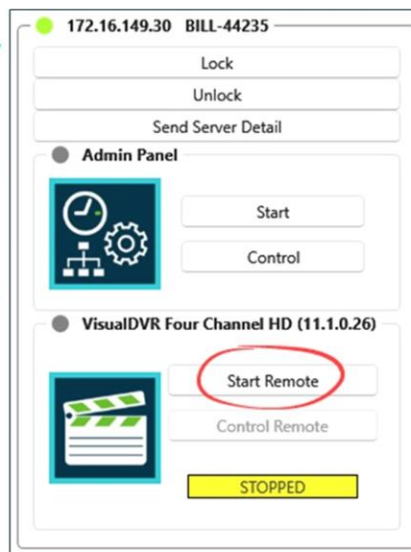 172.16.149.30 BILL-44235
Lock
Unlock
Send Server Detail
Admin Panel
Start
Control
VisualDVR Four Channel HD (11.1.0.26)
Start Remote
Control Remote
STOPPED